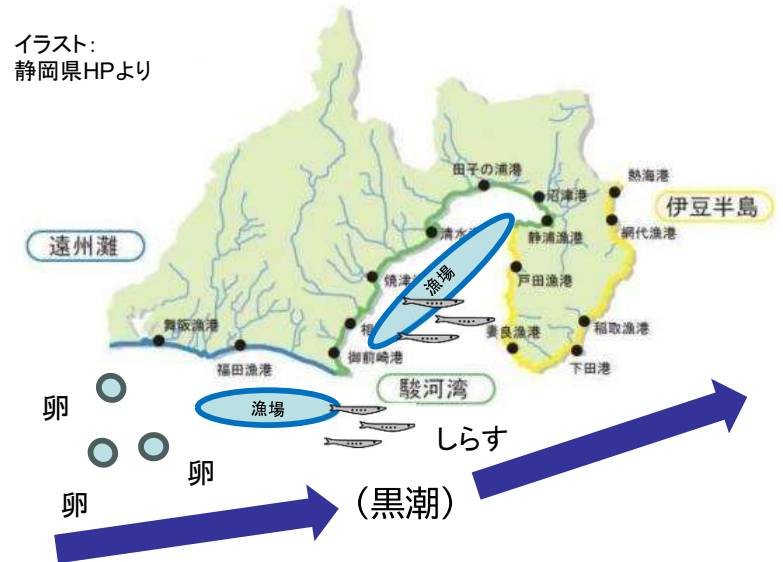 イラスト:
静岡県HPより
田子の浦港
熱海港
沼津港
伊豆半島
遠州灘
清水
静浦漁港
網代漁港
漁場
焼津
戸田漁港
舞阪漁港
相
妻良漁港
稲取漁港
福田漁港
御前崎港
下田港
駿河湾
卵
漁場
しらす
卵
卵
(黒潮)